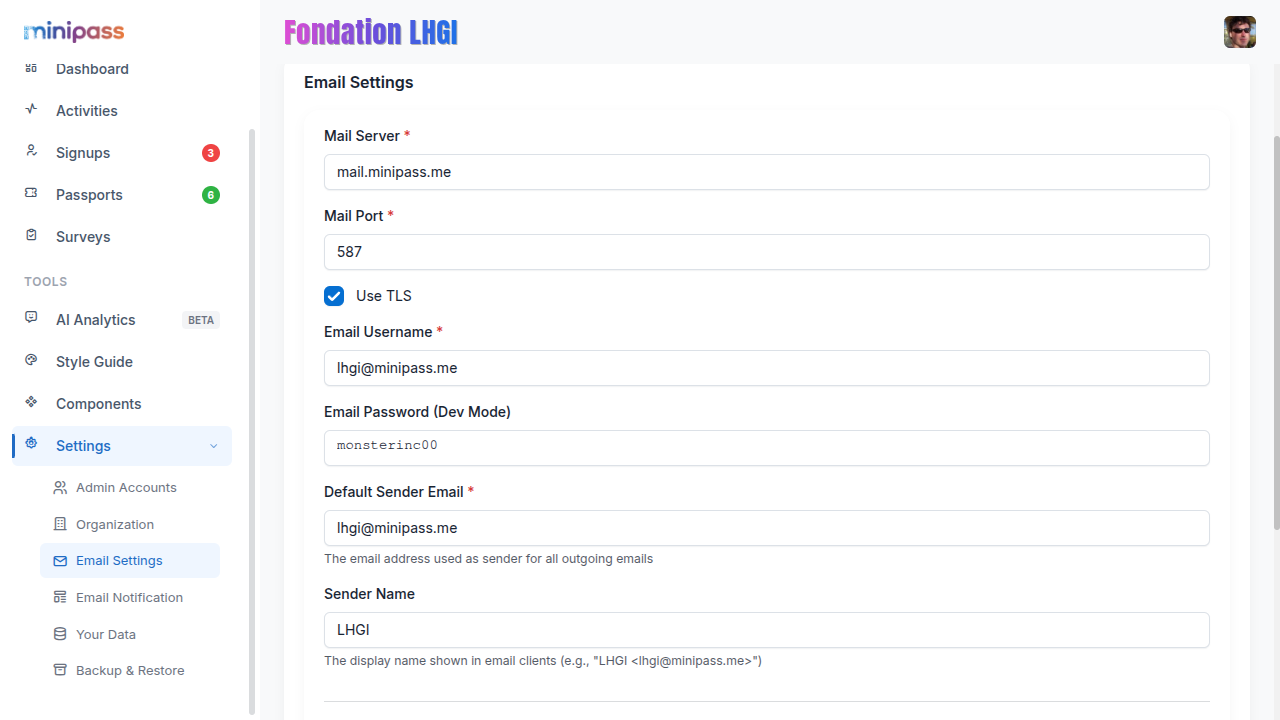 minipass
Fondation LHGI
Dashboard
Activities
Signups 3
Passports 6
Surveys
TOOLS
AI Analytics BETA
Style Guide
Components
Settings
Admin Accounts
Organization
Email Settings
Email Notification
Your Data
Backup & Restore
Email Settings
Mail Server *
mail.minipass.me
Mail Port *
587
Use TLS
Email Username *
lhgi@minipass.me
Email Password (Dev Mode)
monsterinc00
Default Sender Email *
lhgi@minipass.me
The email address used as sender for all outgoing emails
Sender Name
LHGI
The display name shown in email clients (e.g., "LHGI <lhgi@minipass.me>")